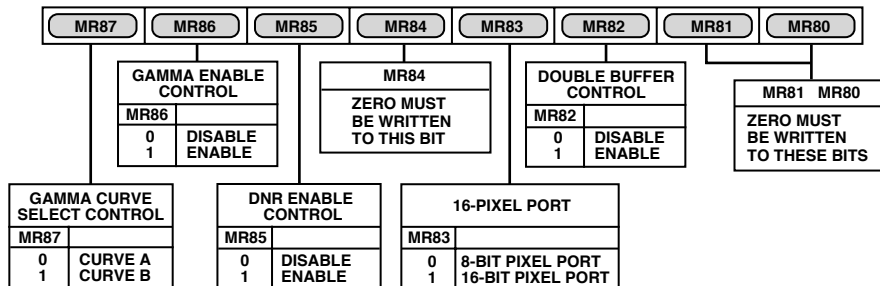 MR87 MR86 MR85 MR84 MR83 MR82 MR81 MR80
GAMMA ENABLE
CONTROL
MR86
0 DISABLE
1 ENABLE
MR84
ZERO MUST
BE WRITTEN
TO THIS BIT
DOUBLE BUFFER
CONTROL
MR82
0 DISABLE
1 ENABLE
MR81 MR80
ZERO MUST
BE WRITTEN
TO THESE BITS
GAMMA CURVE
SELECT CONTROL
MR87
0 CURVE A
1 CURVE B
DNR ENABLE
CONTROL
MR85
0 DISABLE
1 ENABLE
16-PIXEL PORT
MR83
0 8-BIT PIXEL PORT
1 16-BIT PIXEL PORT